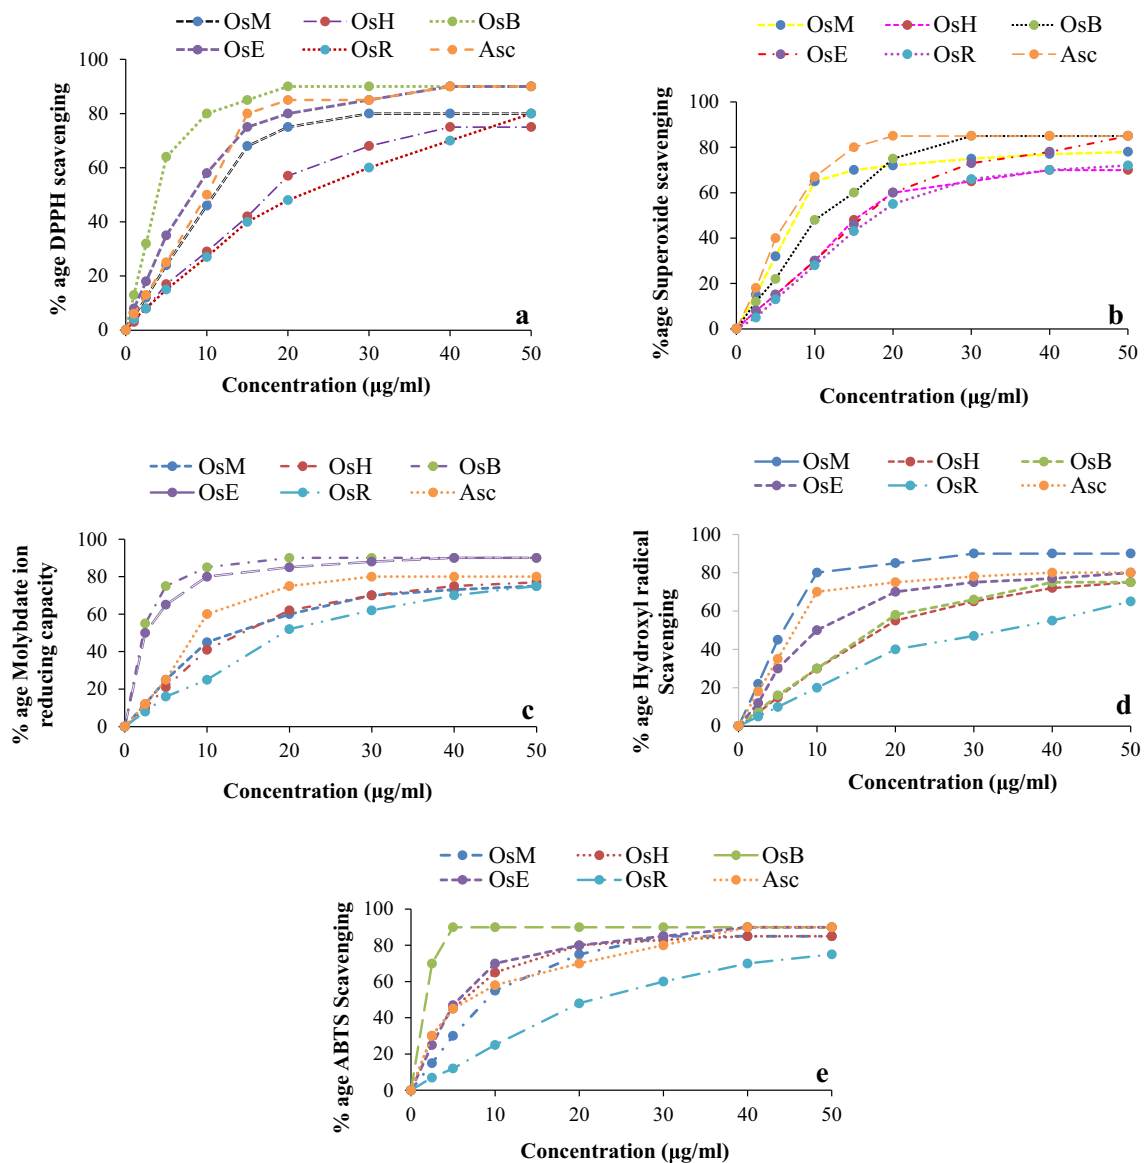 OsM OsH OsB
OsE OsR Asc
100
80
60
40
20
0
0 10 20 30 40 50
% age DPPH scavenging
Concentration (µg/ml)
a
OsM OsH OsB
OsE OsR Asc
100
80
60
40
20
0
0 10 20 30 40 50
%age Superoxide scavenging
Concentration (µg/ml)
b
OsM OsH OsB
OsE OsR Asc
100
80
60
40
20
0
0 10 20 30 40 50
% age Molybdate ion
reducing capacity
Concentration (µg/ml)
c
OsM OsH OsB
OsE OsR Asc
100
80
60
40
20
0
0 10 20 30 40 50
% age Hydroxyl radical
Scavenging
Concentration (µg/ml)
d
OsM OsH OsB
OsE OsR Asc
100
80
60
40
20
0
0 10 20 30 40 50
% age ABTS Scavenging
Concentration (µg/ml)
e